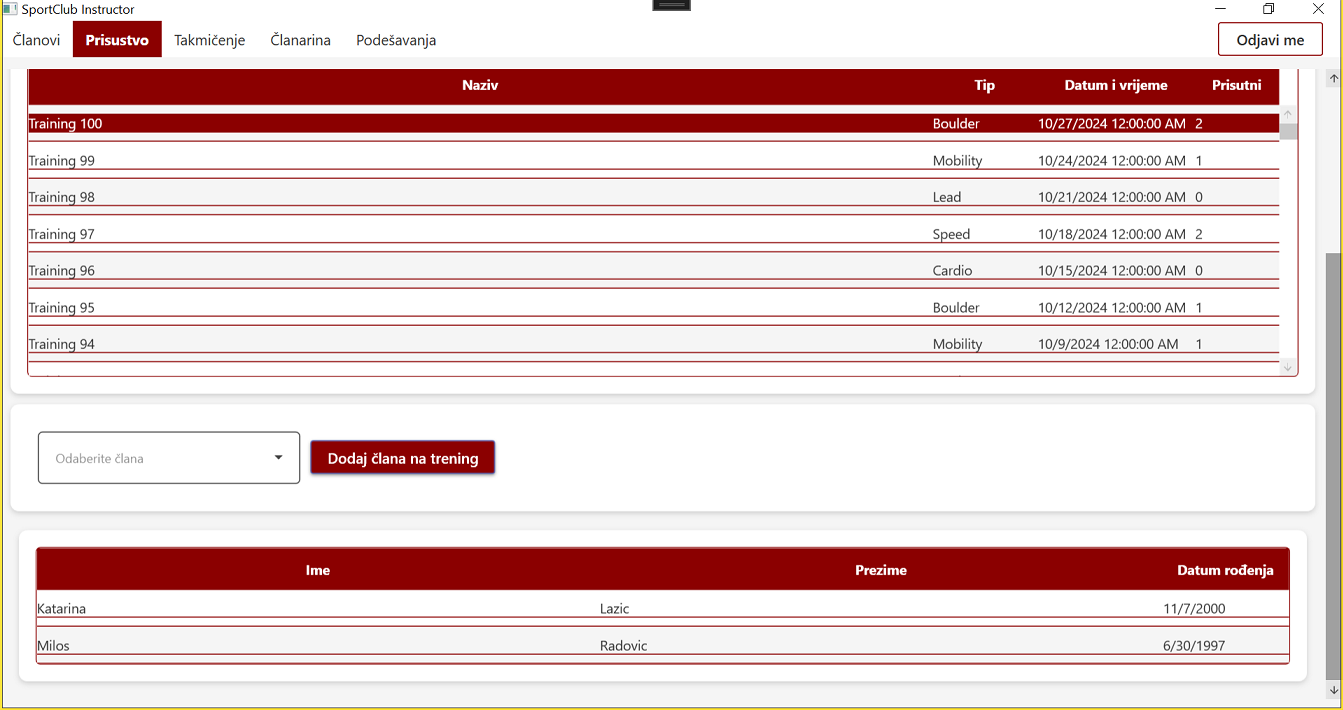 SportClub Instructor
Članovi Prisustvo Takmičenje Članarina Podešavanja Odjavi me
Naziv Tip Datum i vrijeme Prisutni
Training 100 Boulder 10/27/2024 12:00:00 AM 2
Training 99 Mobility 10/24/2024 12:00:00 AM 1
Training 98 Lead 10/21/2024 12:00:00 AM 0
Training 97 Speed 10/18/2024 12:00:00 AM 2
Training 96 Cardio 10/15/2024 12:00:00 AM 0
Training 95 Boulder 10/12/2024 12:00:00 AM 1
Training 94 Mobility 10/9/2024 12:00:00 AM 1
Odaberite člana Dodaj člana na trening
Ime Prezime Datum rođenja
Katarina Lazic 11/7/2000
Milos Radovic 6/30/1997